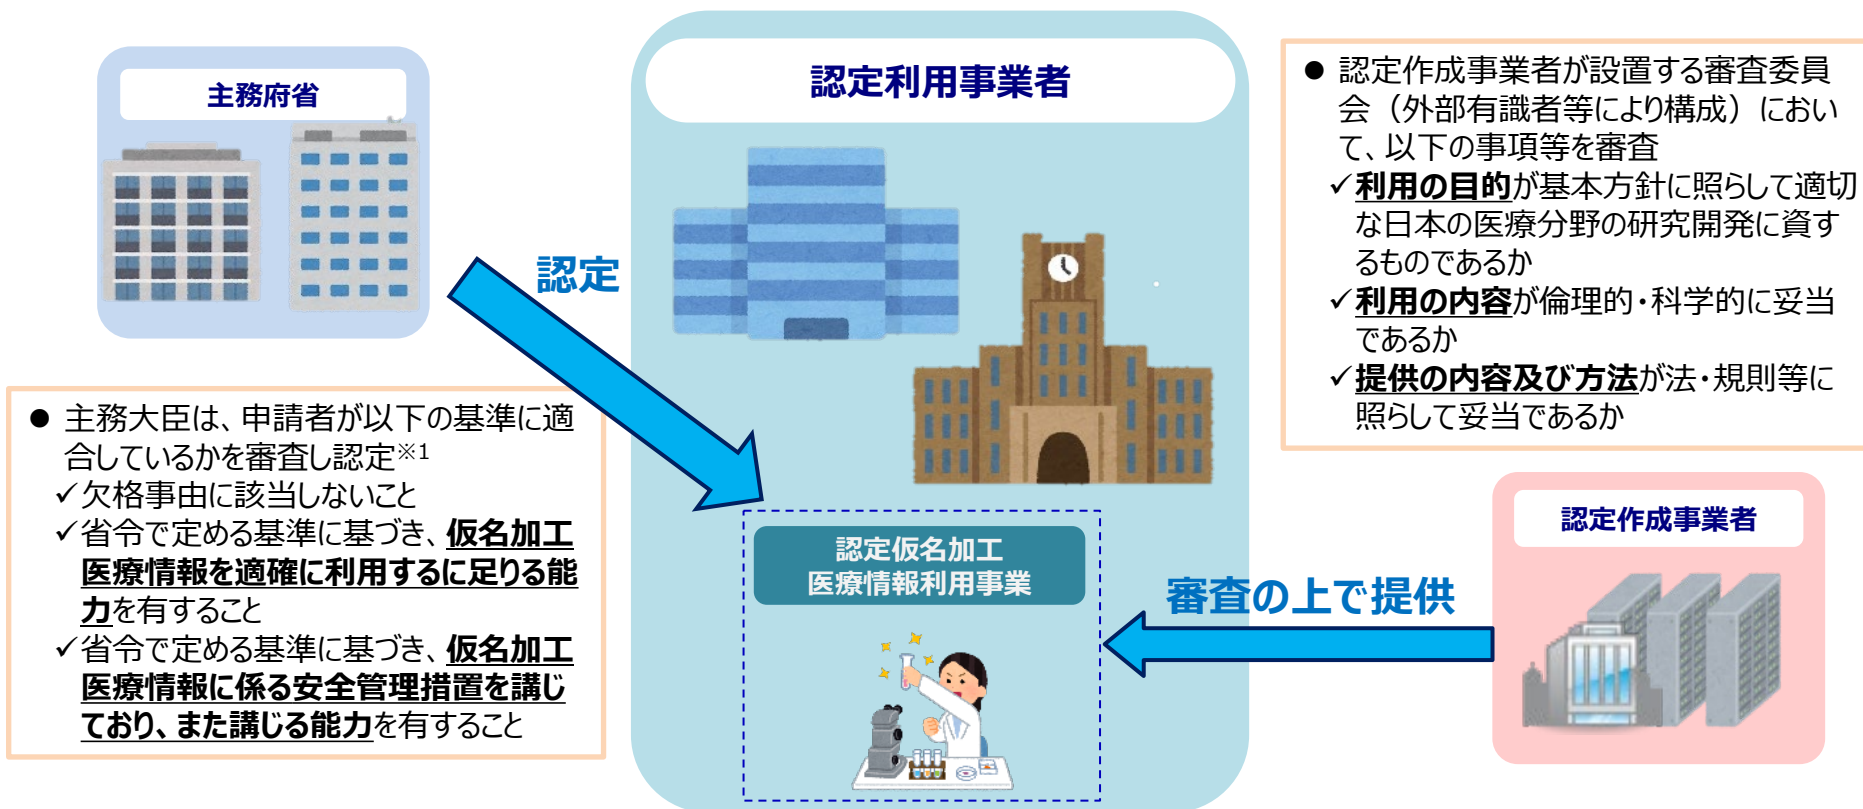 主務府省
認定利用事業者
認定
● 主務大臣は、申請者が以下の基準に適
合しているかを審査し認定※1
✓欠格事由に該当しないこと
✓省令で定める基準に基づき、仮名加工
医療情報を適確に利用するに足りる能
力を有すること
✓省令で定める基準に基づき、仮名加工
医療情報に係る安全管理措置を講じ
ており、また講じる能力を有すること
認定仮名加工
医療情報利用事業
● 認定作成事業者が設置する審査委員
会（外部有識者等により構成）におい
て、以下の事項等を審査
✓利用の目的が基本方針に照らして適切
な日本の医療分野の研究開発に資す
るものであるか
✓利用の内容が倫理的・科学的に妥当
であるか
✓提供の内容及び方法が法・規則等に
照らして妥当であるか
審査の上で提供
認定作成事業者